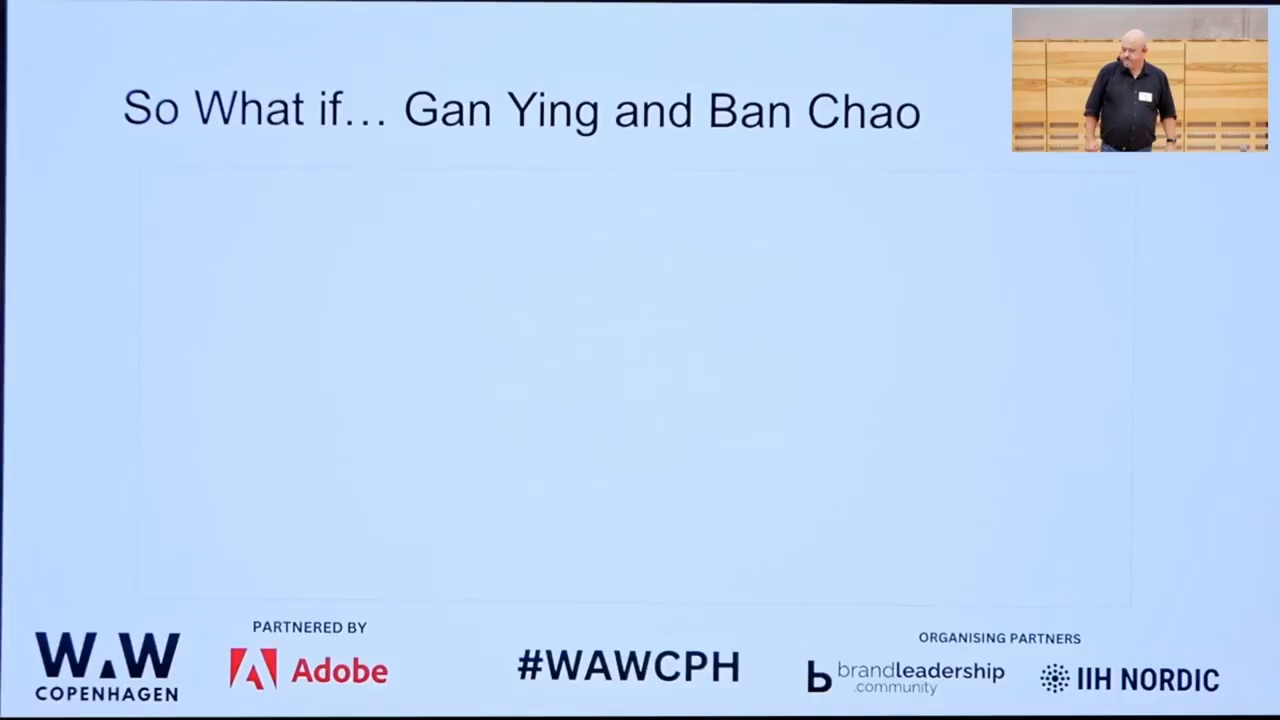 So What if... Gan Ying and Ban Chao
WAW
COPENHAGEN
PARTNERED BY
Adobe
#WAWCPH
ORGANISING PARTNERS
brandleadership
.community
IIH NORDIC